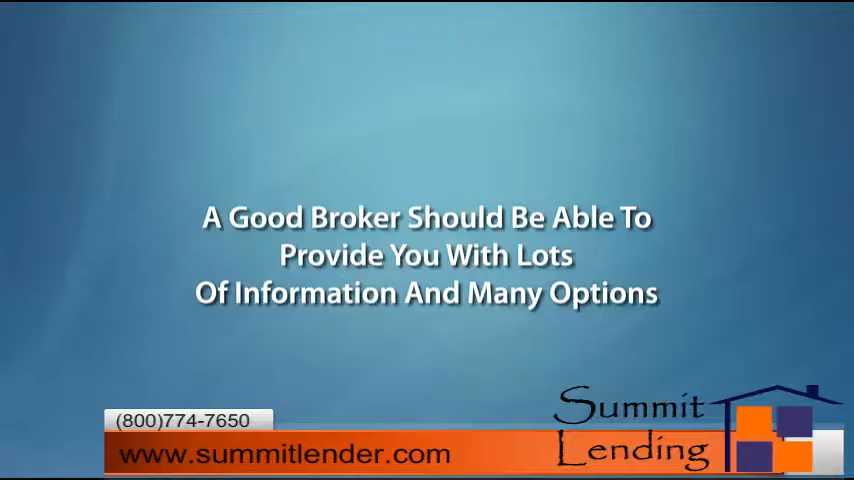 A Good Broker Should Be Able To
Provide You With Lots
Of Information And Many Options
(800)774-7650
www.summitlender.com
Summit
Lending